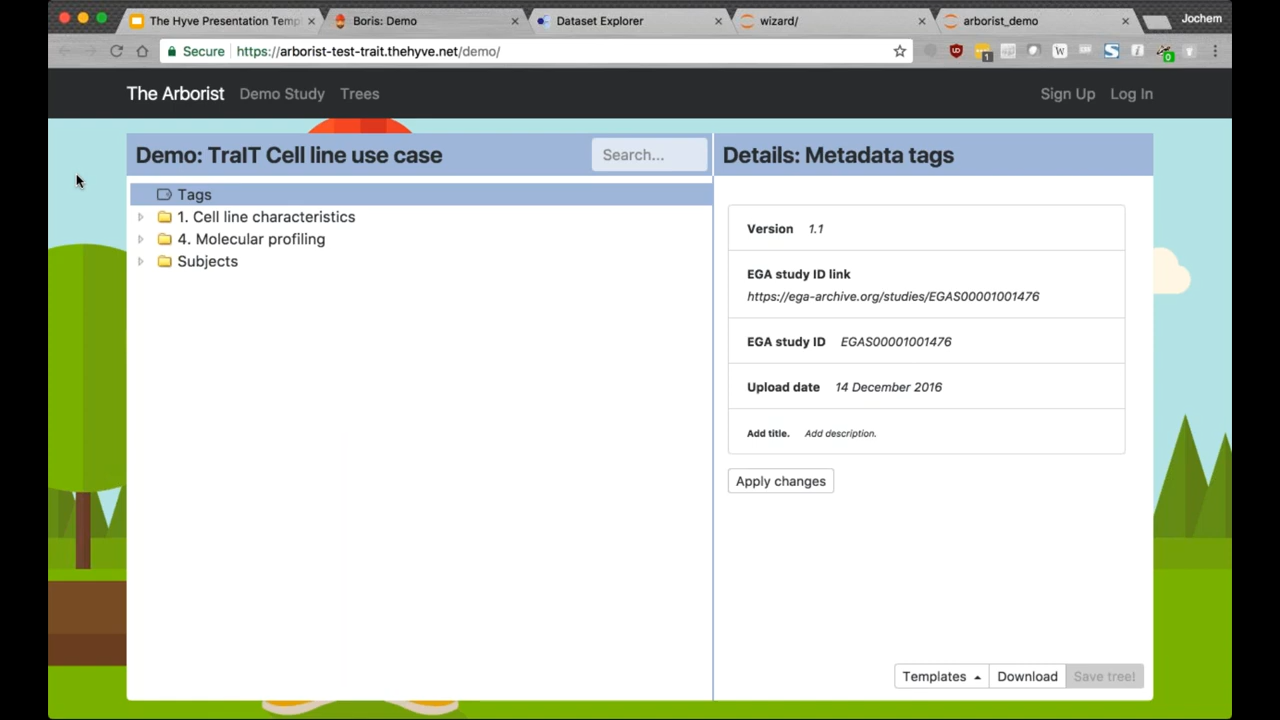 The Hyve Presentation Temp
Boris: Demo
Dataset Explorer
wizard/
arborist_demo
Jochem
Secure
https://arborist-test-trait.thehyve.net/demo/
The Arborist
Demo Study
Trees
Sign Up
Log In
Demo: TraIT Cell line use case
Search...
Details: Metadata tags
Tags
1. Cell line characteristics
4. Molecular profiling
Subjects
Version 1.1
EGA study ID link
https://ega-archive.org/studies/EGAS00001001476
EGA study ID EGAS00001001476
Upload date 14 December 2016
Add title. Add description.
Apply changes
Templates
Download
Save tree!